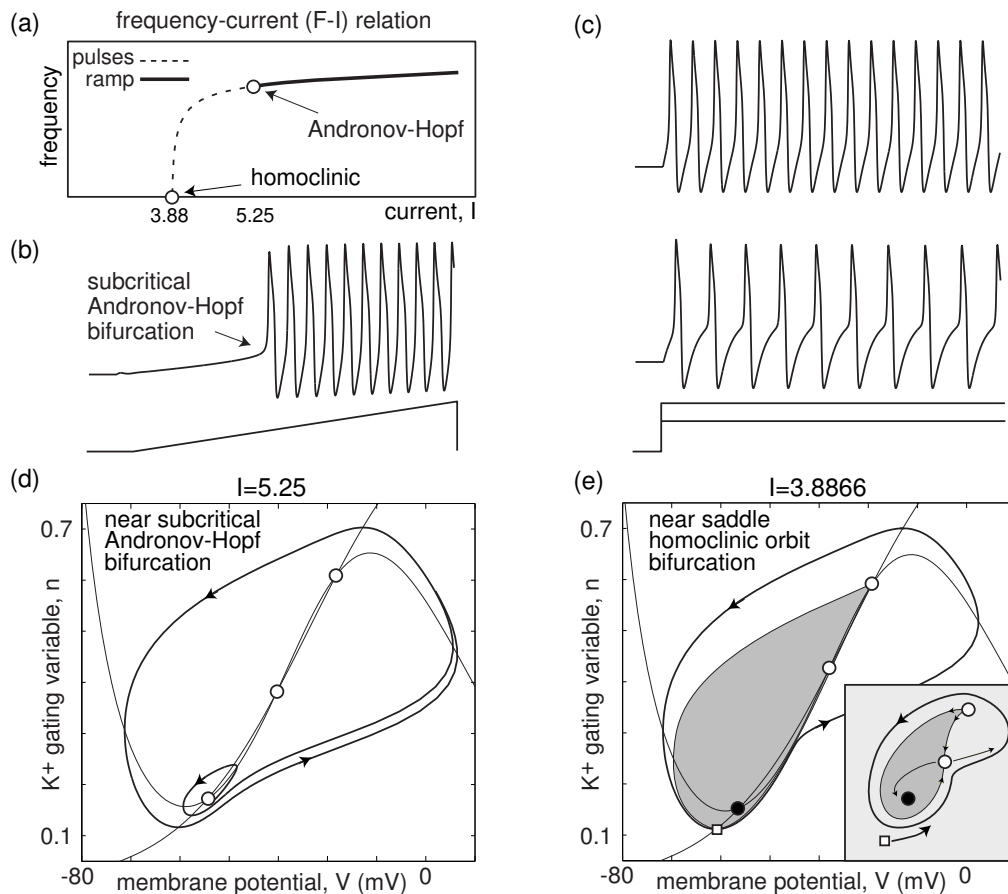 (a)
frequency-current (F-I) relation
pulses
ramp
frequency
Andronov-Hopf
homoclinic
3.88
5.25
current, I
(b)
subcritical
Andronov-Hopf
bifurcation
(c)
(d)
I=5.25
near subcritical
Andronov-Hopf
bifurcation
0.7
K+ gating variable, n
0.1
-80
membrane potential, V (mV)
0
(e)
I=3.8866
near saddle
homoclinic orbit
bifurcation
0.7
K+ gating variable, n
0.1
-80
membrane potential, V (mV)
0